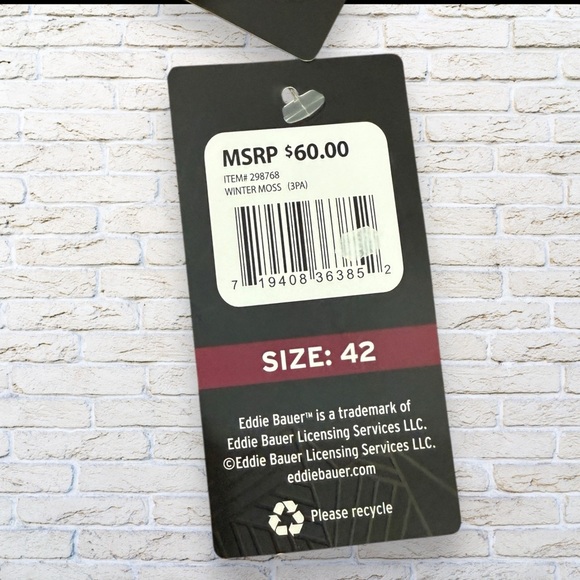 MSRP $60.00
ITEM# 298768
WINTER MOSS (3PA)
7 19408 36385 2
SIZE: 42
Eddie Bauer™ is a trademark of
Eddie Bauer Licensing Services LLC.
©Eddie Bauer Licensing Services LLC.
eddiebauer.com
Please recycle